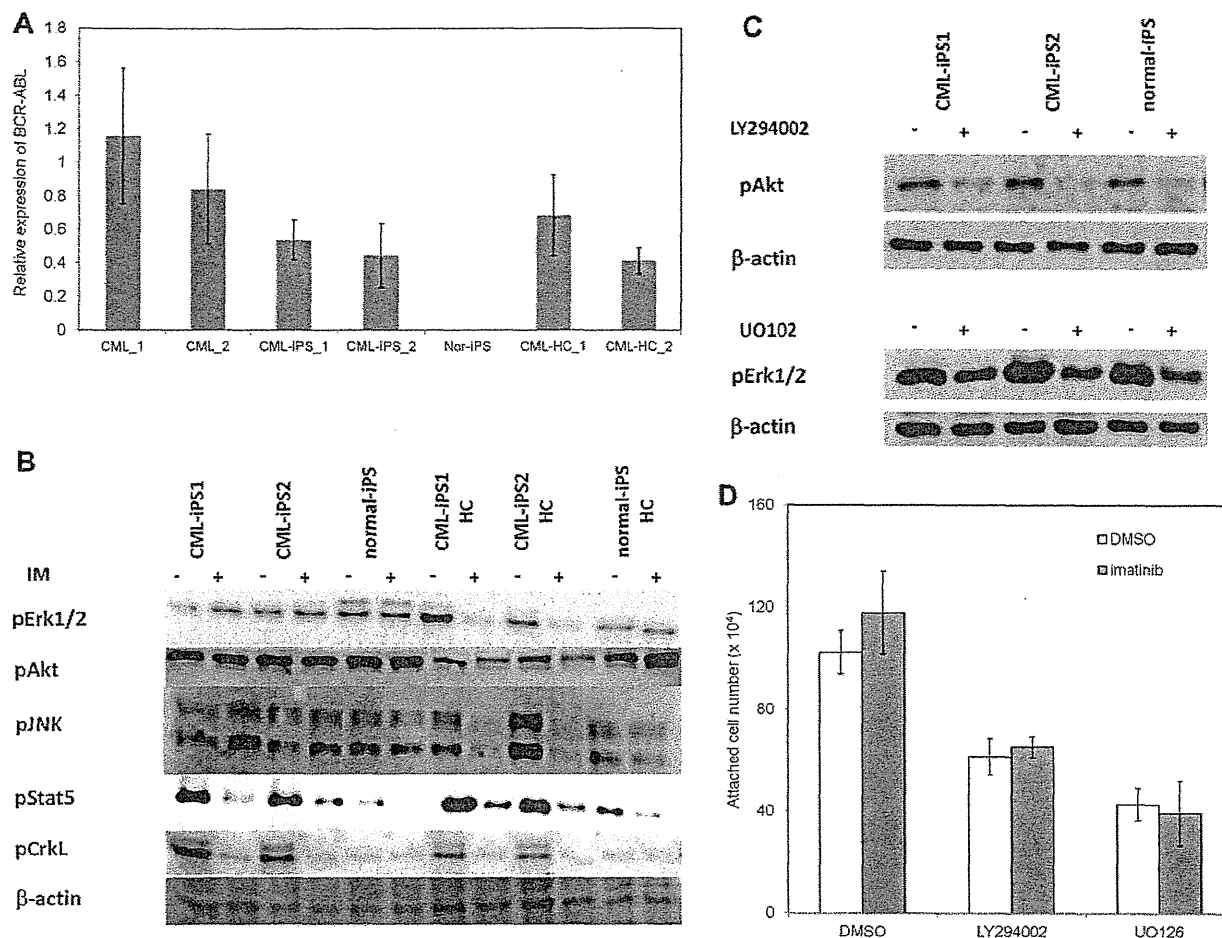 A
Relative expression of BCR-ABL
1.8
1.6
1.4
1.2
1
0.8
0.6
0.4
0.2
0
CML_1 CML_2 CML-iPS_1 CML-iPS_2 Nor-iPS CML-HC_1 CML-HC_2
B
CML-iPS1 CML-iPS2 normal-iPS CML-iPS1 HC CML-iPS2 HC normal-iPS HC
IM - + - + - + - + - + - +
pErk1/2
pAkt
pJNK
pStat5
pCrkL
β-actin
C
CML-iPS1 CML-iPS2 normal-iPS
LY294002 - + - + - +
pAkt
β-actin
UO102 - + - + - +
pErk1/2
β-actin
D
Attached cell number (x 10⁴)
160
120
80
40
0
DMSO
imatinib
DMSO LY294002 UO126